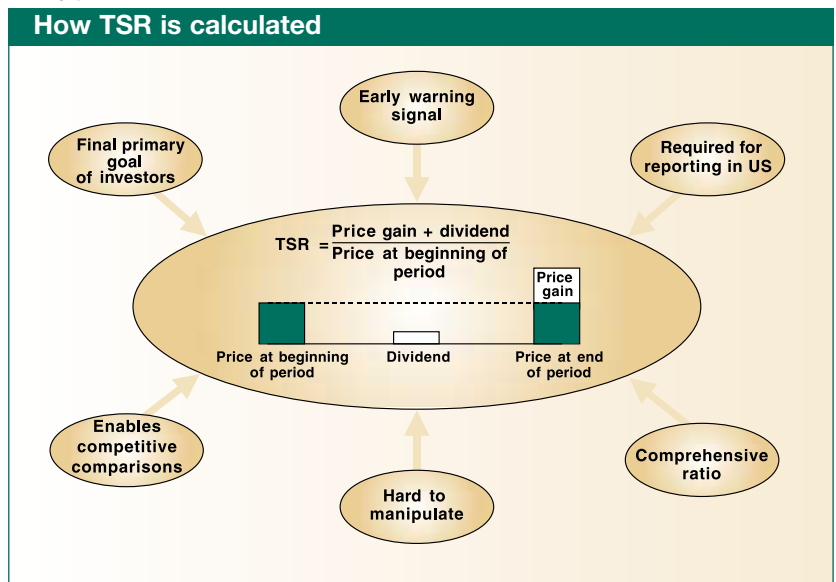 How TSR is calculated
Early warning
signal
Final primary
goal
of investors
Required for
reporting in US
TSR = Price gain + dividend
Price at beginning of
period
Price
gain
Price at beginning
of period
Dividend
Price at end
of period
Enables
competitive
comparisons
Hard to
manipulate
Comprehensive
ratio